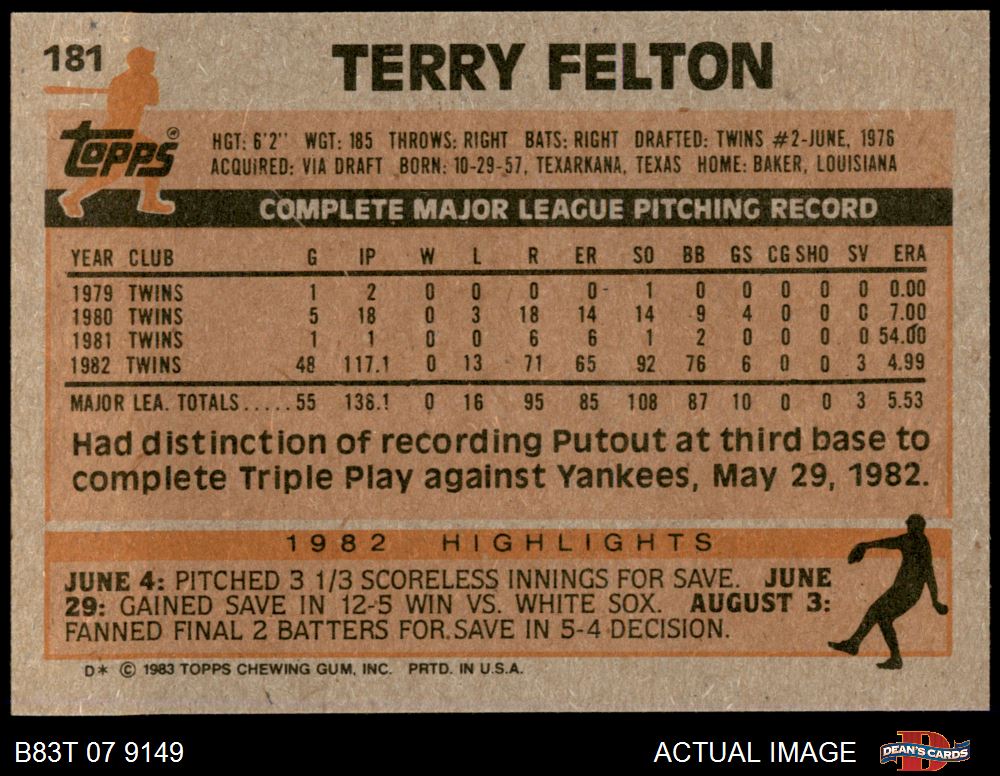 181 TERRY FELTON
topps®
HGT: 6'2" WGT: 185 THROWS: RIGHT BATS: RIGHT DRAFTED: TWINS #2-JUNE, 1976
ACQUIRED: VIA DRAFT BORN: 10-29-57, TEXARKANA, TEXAS HOME: BAKER, LOUISIANA
COMPLETE MAJOR LEAGUE PITCHING RECORD
YEAR CLUB G IP W L R ER SO BB GS CG SHO SV ERA
1979 TWINS 1 2 0 0 0 0 1 0 0 0 0 0 0.00
1980 TWINS 5 18 0 3 18 14 14 9 4 0 0 0 7.00
1981 TWINS 1 1 0 0 6 6 1 2 0 0 0 0 54.00
1982 TWINS 48 117.1 0 13 71 65 92 76 6 0 0 3 4.99
MAJOR LEA. TOTALS..... 55 138.1 0 16 95 85 108 87 10 0 0 3 5.53
Had distinction of recording Putout at third base to
complete Triple Play against Yankees, May 29, 1982.
1982 HIGHLIGHTS
JUNE 4: PITCHED 3 1/3 SCORELESS INNINGS FOR SAVE. JUNE
29: GAINED SAVE IN 12-5 WIN VS. WHITE SOX. AUGUST 3:
FANNED FINAL 2 BATTERS FOR SAVE IN 5-4 DECISION.
D* © 1983 TOPPS CHEWING GUM, INC. PRTD. IN U.S.A.
B83T 07 9149 ACTUAL IMAGE DEAN'S CARDS